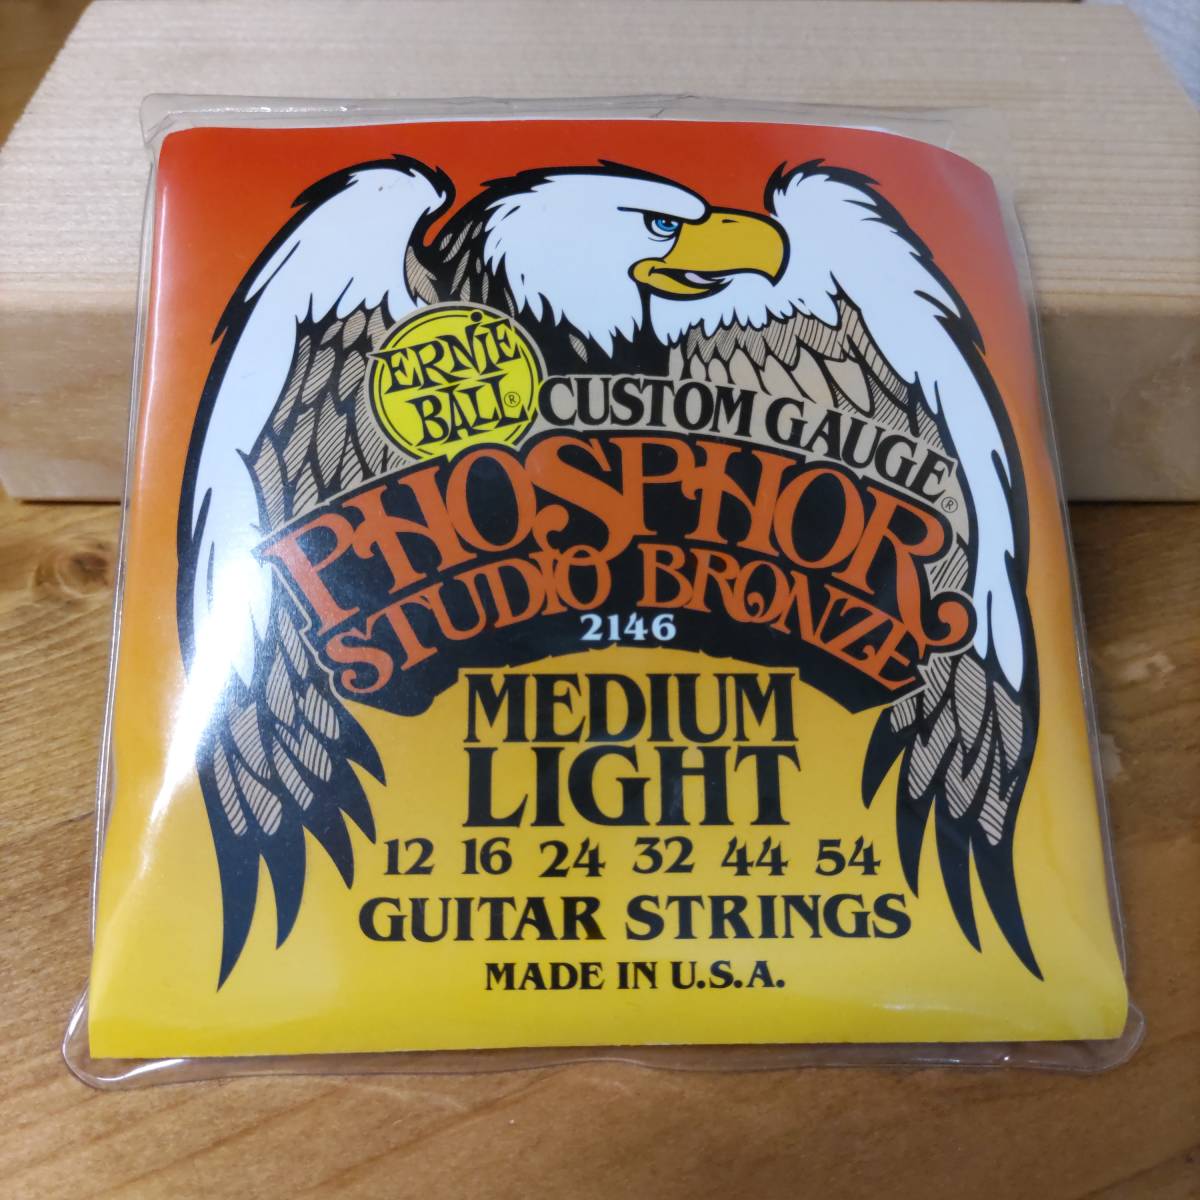 ERNiE
BALL®
CUSTOM GAUGE®
PHOSPHOR
STUDIO BRONZE
2146
MEDIUM
LIGHT
12 16 24 32 44 54
GUITAR STRINGS
MADE IN U.S.A.